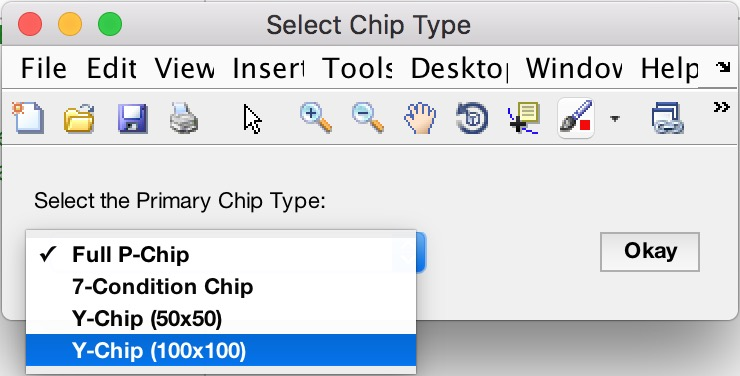 Select Chip Type
File Edit View Insert Tools Desktop Window Help
Select the Primary Chip Type:
✓ Full P-Chip
Okay
7-Condition Chip
Y-Chip (50x50)
Y-Chip (100x100)